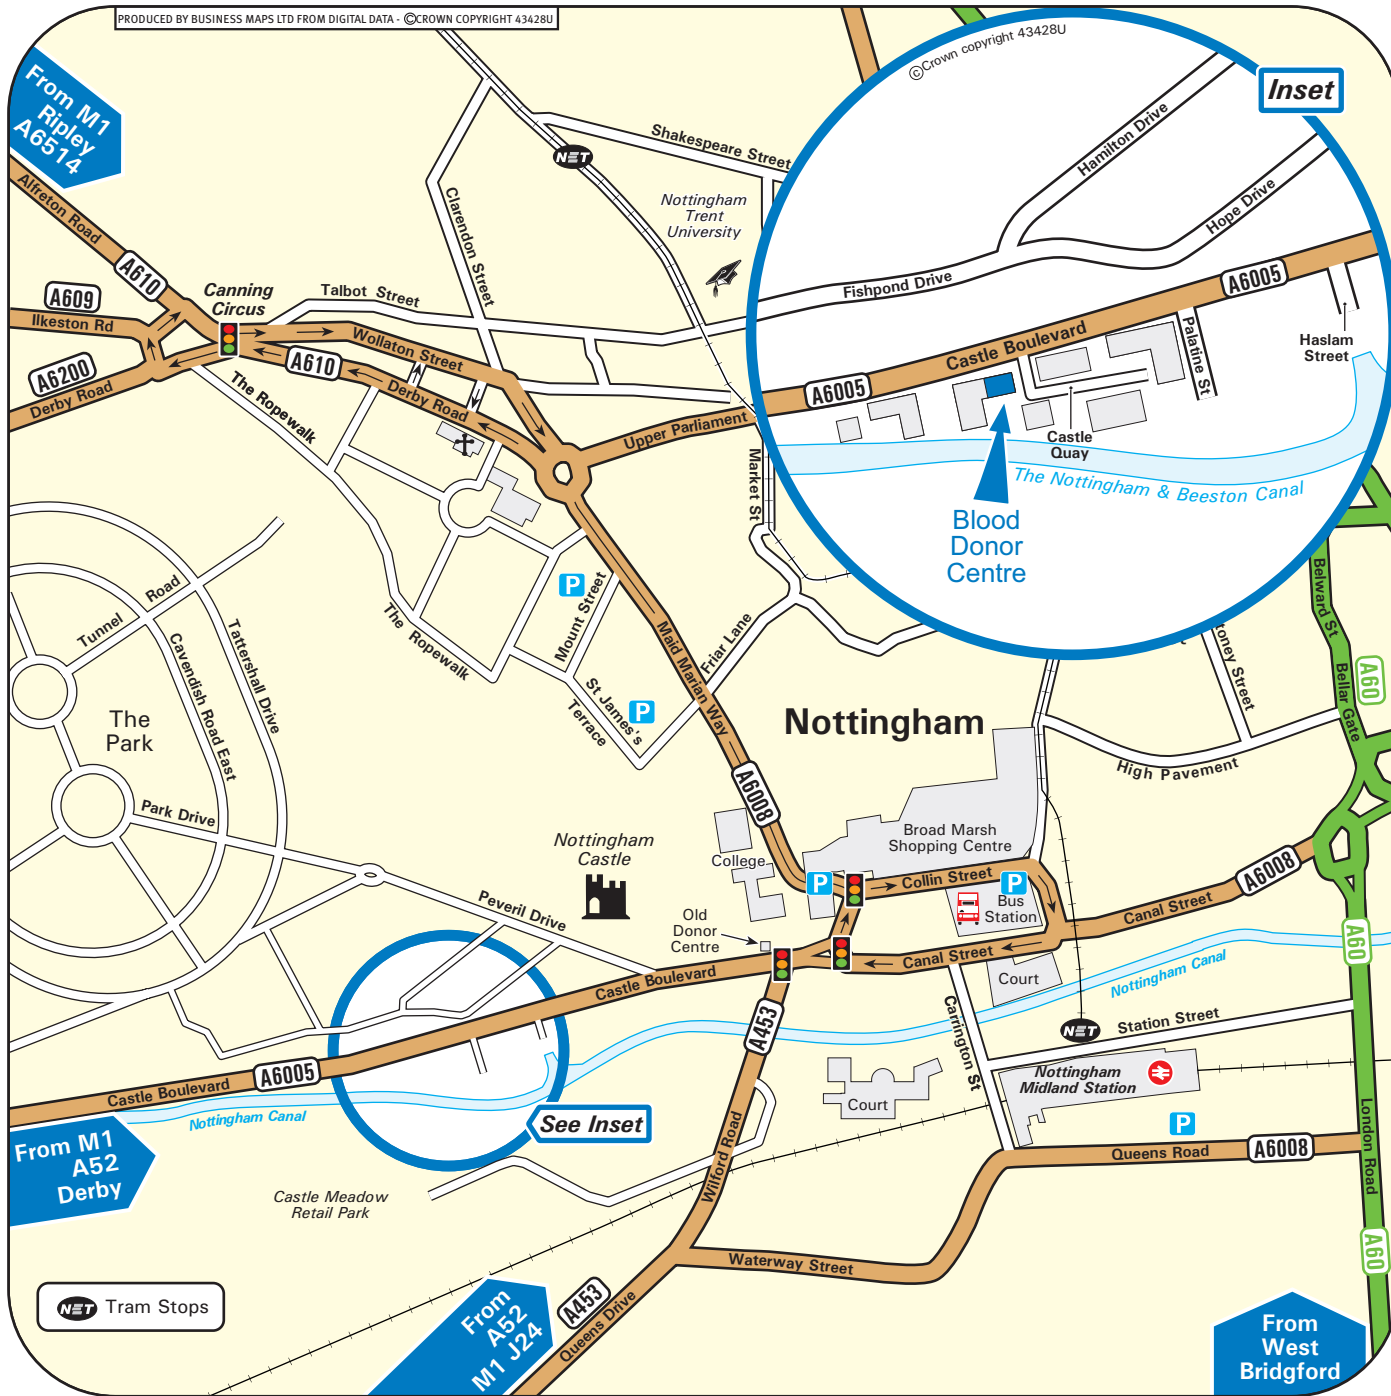 PRODUCED BY BUSINESS MAPS LTD FROM DIGITAL DATA - ©CROWN COPYRIGHT 43428U
©Crown copyright 43428U
Inset
From M1
Ripley
A6514
Alfreton Road
A610
A609
Ilkeston Rd
A6200
Derby Road
Canning
Circus
Talbot Street
Clarendon Street
Shakespeare Street
NET
Nottingham
Trent
University
Wollaton Street
A610
Derby Road
The Ropewalk
Upper Parliament
Market St
Hamilton Drive
Hope Drive
Fishpond Drive
A6005
Castle Boulevard
A6005
Palatine St
Haslam
Street
Castle
Quay
The Nottingham & Beeston Canal
Blood
Donor
Centre
Tunnel Road
Cavendish Road East
Tattershall Drive
The
Park
Park Drive
The Ropewalk
Mount Street
P
St James's
Terrace
P
Friar Lane
Maid Marian Way
A6008
Nottingham
Belward St
Bellar Gate
A60
toney Street
High Pavement
Nottingham
Castle
College
Broad Marsh
Shopping Centre
P
Collin Street
P
Bus
Station
Old
Donor
Centre
Peveril Drive
Castle Boulevard
Canal Street
Canal Street
A6008
A60
Court
Nottingham Canal
A453
Carrington St
NET
Station Street
Nottingham
Midland Station
Court
P
Castle Boulevard
A6005
Nottingham Canal
See Inset
From M1
A52
Derby
Castle Meadow
Retail Park
Wilford Road
Queens Road
A6008
London Road
A60
Waterway Street
NET Tram Stops
From
A52
M1 J24
A453
Queens Drive
From
West
Bridgford